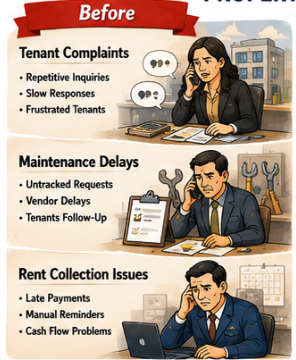 Before
Tenant Complaints
• Repetitive Inquiries
• Slow Responses
• Frustrated Tenants
Maintenance Delays
• Untracked Requests
• Vendor Delays
• Tenants Follow-Up
Rent Collection Issues
• Late Payments
• Manual Reminders
• Cash Flow Problems